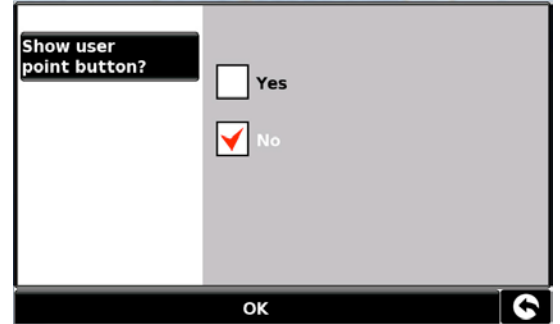 Show user
point button?
Yes
No
OK